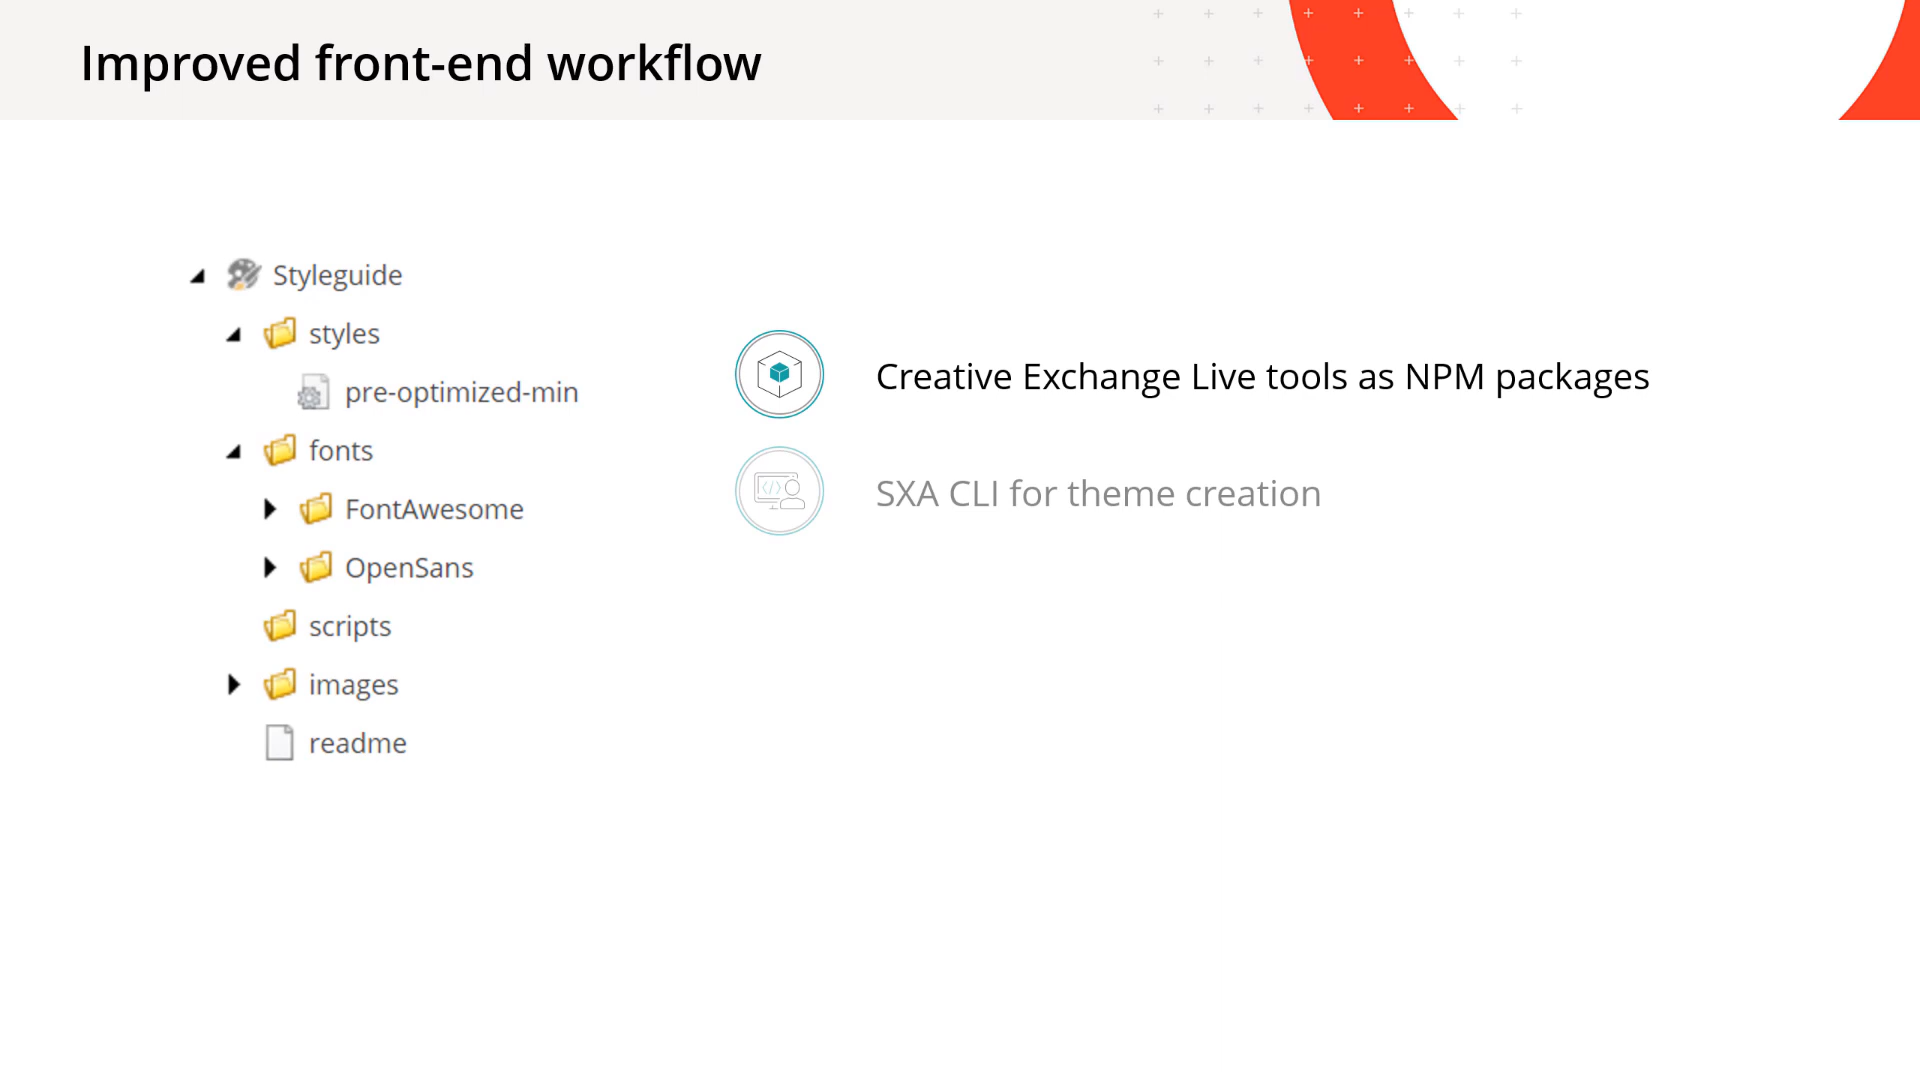 Improved front-end workflow
Styleguide
styles
pre-optimized-min
fonts
FontAwesome
OpenSans
scripts
images
readme
Creative Exchange Live tools as NPM packages
SXA CLI for theme creation